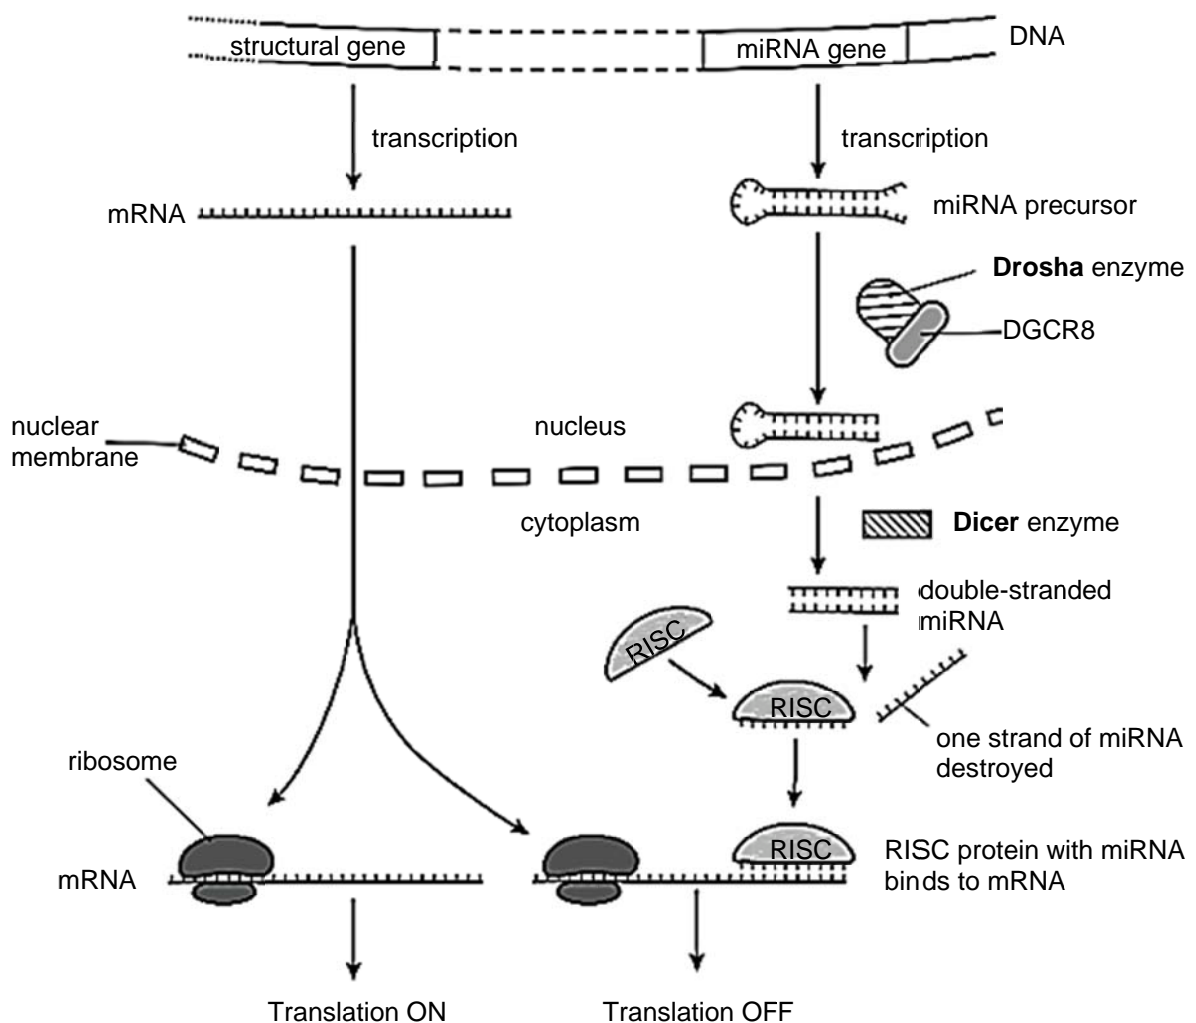 structural gene
miRNA gene
DNA
transcription
transcription
mRNA
miRNA precursor
Drosha enzyme
DGCR8
nuclear
membrane
nucleus
cytoplasm
Dicer enzyme
double-stranded
miRNA
RISC
RISC
one strand of miRNA
destroyed
ribosome
mRNA
RISC
RISC protein with miRNA
binds to mRNA
Translation ON
Translation OFF